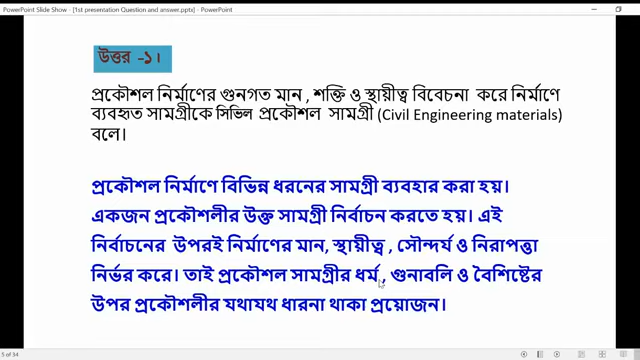 PowerPoint Slide Show - [1st presentation Question and answer.pptx] - PowerPoint
উত্তর -১।
প্রকৌশল নির্মাণের গুনগত মান , শক্তি ও স্থায়ীত্ব বিবেচনা করে নির্মাণে
ব্যবহৃত সামগ্রীকে সিভিল প্রকৌশল সামগ্রী (Civil Engineering materials)
বলে।
প্রকৌশল নির্মাণে বিভিন্ন ধরনের সামগ্রী ব্যবহার করা হয়।
একজন প্রকৌশলীর উক্ত সামগ্রী নির্বাচন করতে হয়। এই
নির্বাচনের উপরই নির্মাণের মান, স্থায়ীত্ব , সৌন্দর্য ও নিরাপত্তা
নির্ভর করে। তাই প্রকৌশল সামগ্রীর ধর্ম , গুনাবলি ও বৈশিষ্টের
উপর প্রকৌশলীর যথাযথ ধারনা থাকা প্রয়োজন।
5 of 34